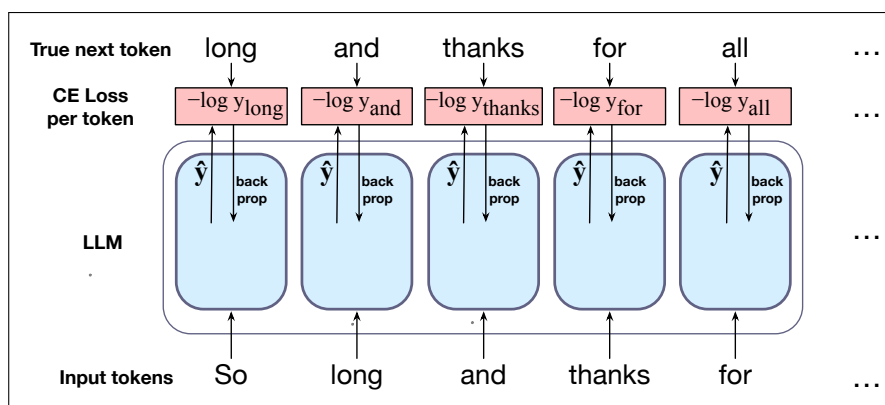 True next token long and thanks for all ...
CE Loss per token −log y_long −log y_and −log y_thanks −log y_for −log y_all ...
ŷ back prop ŷ back prop ŷ back prop ŷ back prop ŷ back prop
LLM ...
Input tokens So long and thanks for ...